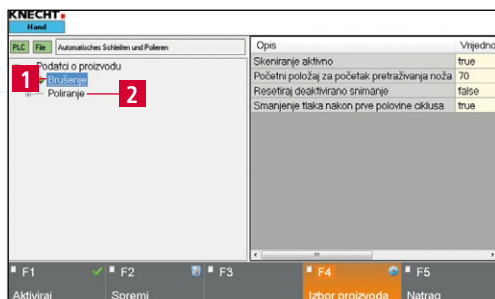 KNECHT
Hand
PLC File Automatisches Schleifen und Polieren
Podatci o proizvodu
1 Brušenje
Poliranje 2
Opis Vrijedno
Skeniranje aktivno true
Početni položaj za početak pretraživanja noža 70
Resetiraj deaktivirano snimanje false
Smanjenje tlaka nakon prve polovine ciklusa true
F1 F2 F3 F4 F5
Aktiviraj Spremi Izbor proizvoda Natrag